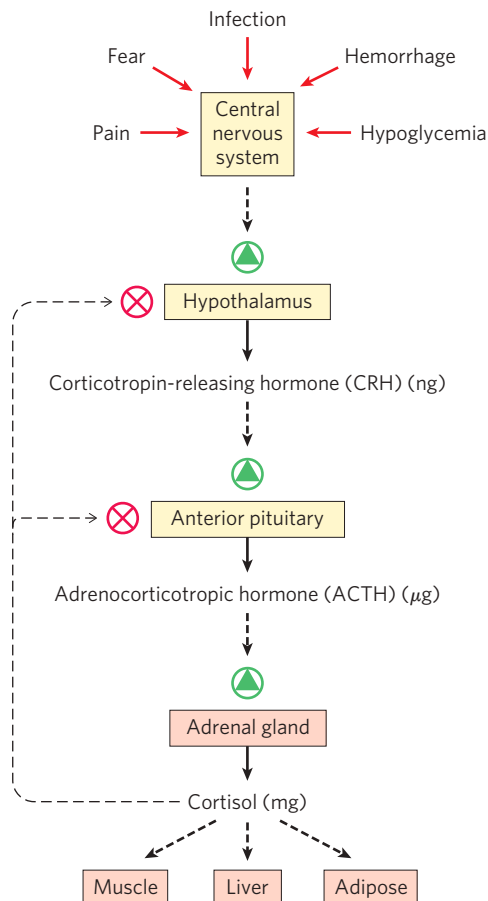 Infection
Fear
Hemorrhage
Central
nervous
system
Pain
Hypoglycemia
Hypothalamus
Corticotropin-releasing hormone (CRH) (ng)
Anterior pituitary
Adrenocorticotropic hormone (ACTH) (μg)
Adrenal gland
Cortisol (mg)
Muscle
Liver
Adipose